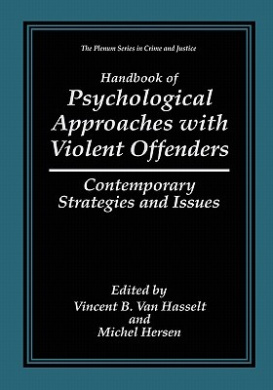 The Plenum Series in Crime and Justice
Handbook of
Psychological
Approaches with
Violent Offenders
Contemporary
Strategies and Issues
Edited by
Vincent B. Van Hasselt
and
Michel Hersen